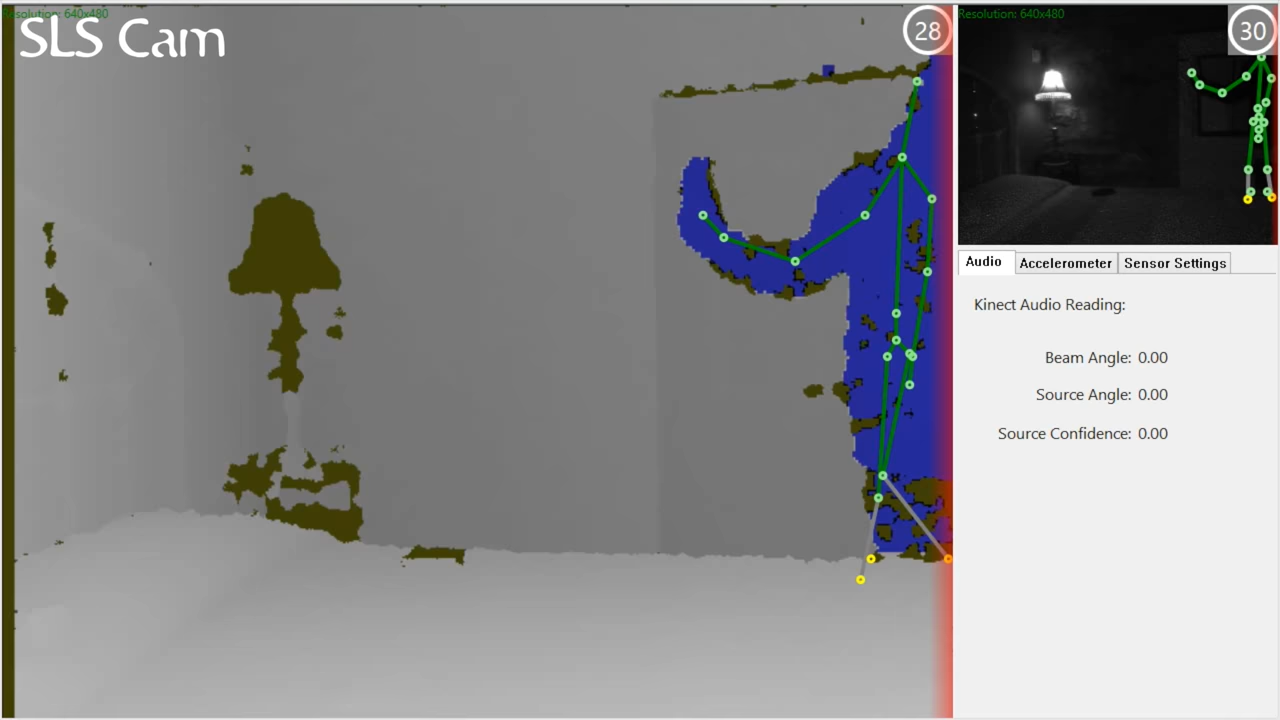 Resolution: 640x480
SLS Cam
28
Resolution: 640x480
30
Audio
Accelerometer
Sensor Settings
Kinect Audio Reading:
Beam Angle: 0.00
Source Angle: 0.00
Source Confidence: 0.00